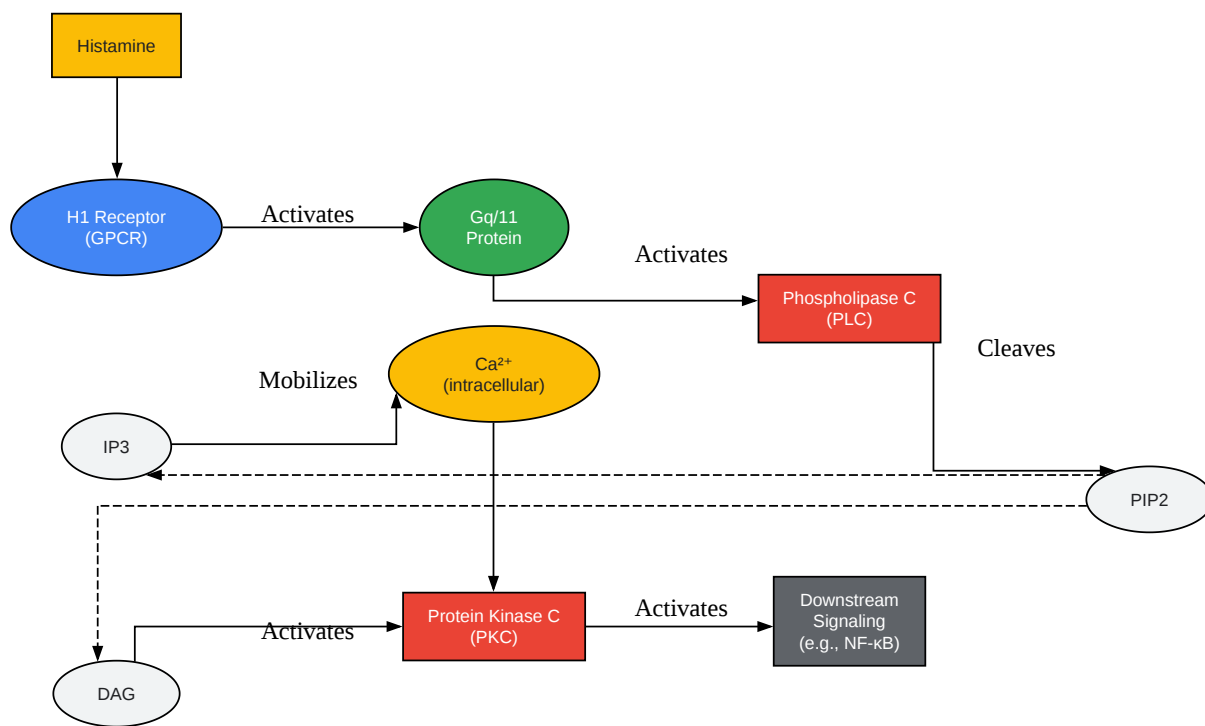 Histamine
H1 Receptor
(GPCR)
Activates
Gq/11
Protein
Activates
Phospholipase C
(PLC)
Cleaves
Ca²⁺
(intracellular)
Mobilizes
IP3
PIP2
Protein Kinase C
(PKC)
Activates
Activates
Downstream
Signaling
(e.g., NF-κB)
DAG